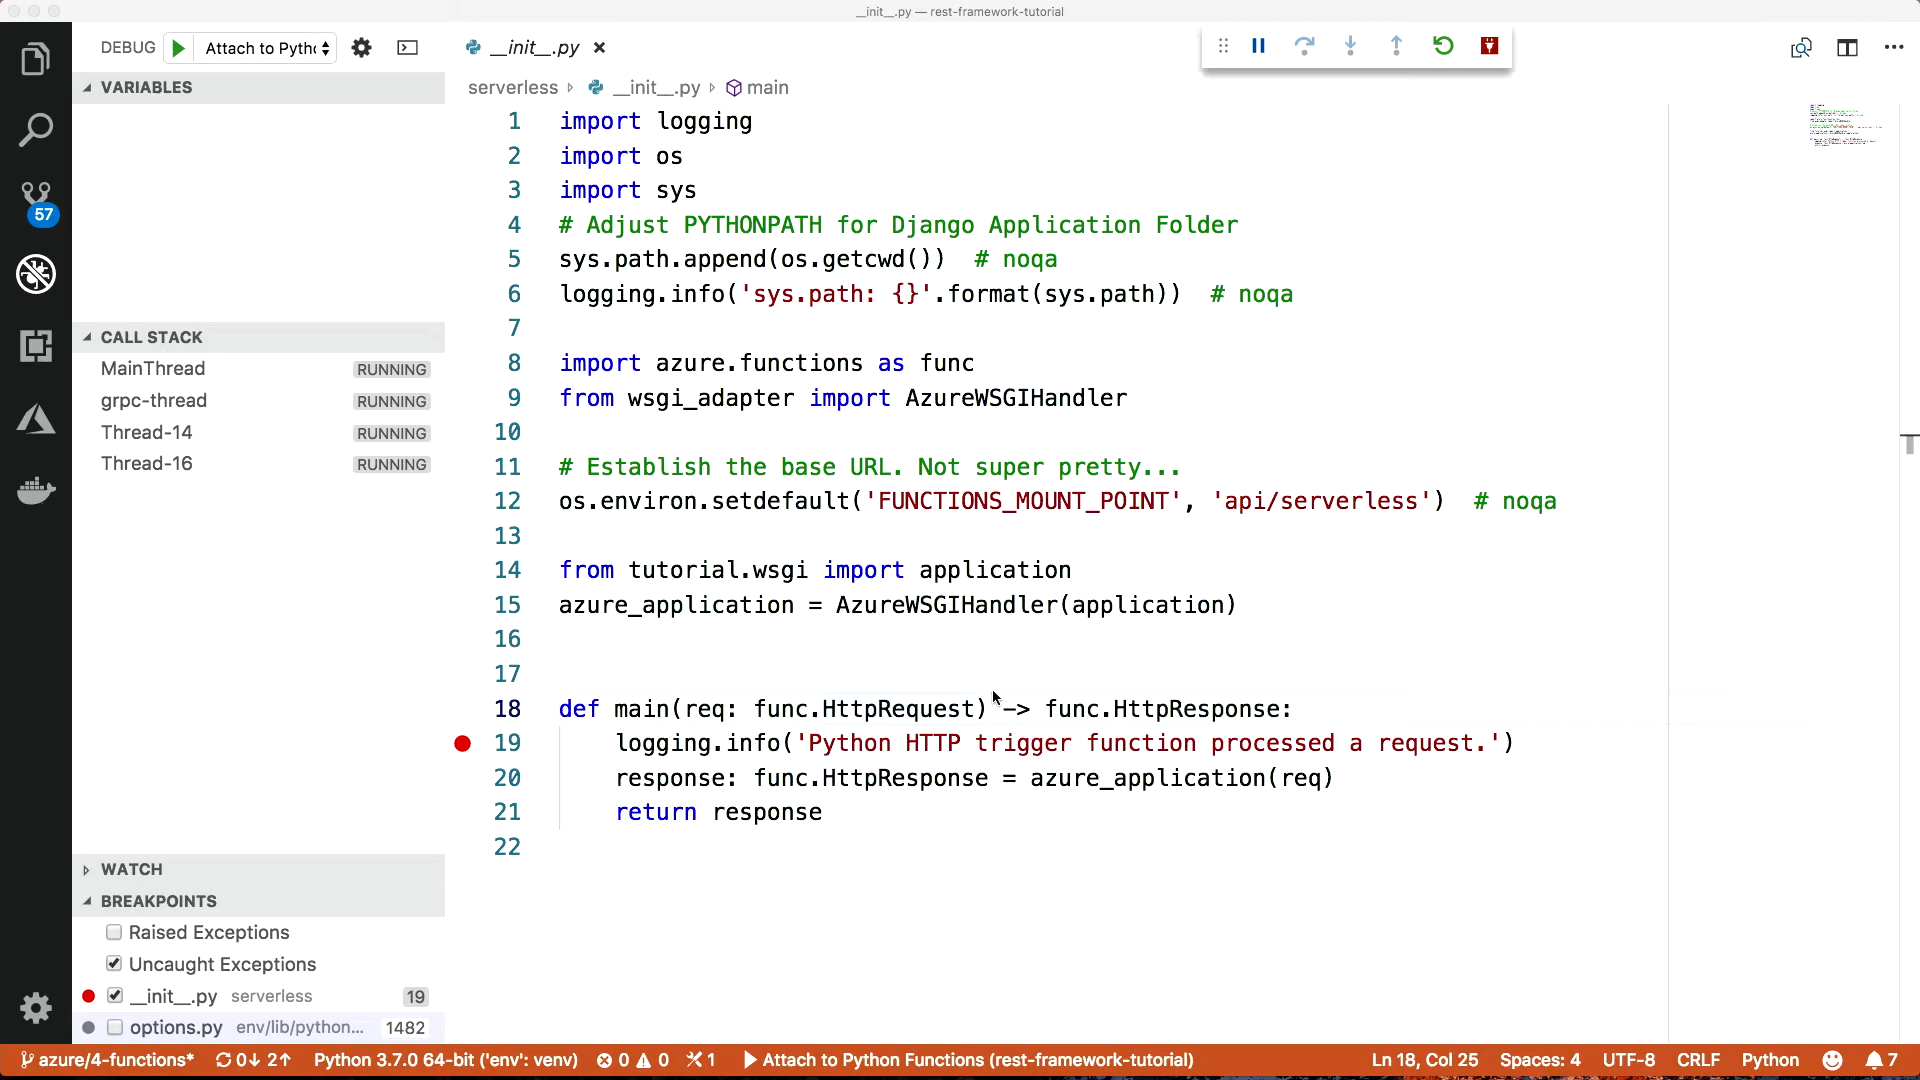 __init__.py — rest-framework-tutorial
DEBUG
Attach to Pythc
__init__.py
VARIABLES
serverless
__init__.py
main
1 import logging
2 import os
3 import sys
4 # Adjust PYTHONPATH for Django Application Folder
5 sys.path.append(os.getcwd())  # noqa
6 logging.info('sys.path: {}'.format(sys.path))  # noqa
7
8 import azure.functions as func
9 from wsgi_adapter import AzureWSGIHandler
10
11 # Establish the base URL. Not super pretty...
12 os.environ.setdefault('FUNCTIONS_MOUNT_POINT', 'api/serverless')  # noqa
13
14 from tutorial.wsgi import application
15 azure_application = AzureWSGIHandler(application)
16
17
18 def main(req: func.HttpRequest) -> func.HttpResponse:
19     logging.info('Python HTTP trigger function processed a request.')
20     response: func.HttpResponse = azure_application(req)
21     return response
22
57
CALL STACK
MainThread RUNNING
grpc-thread RUNNING
Thread-14 RUNNING
Thread-16 RUNNING
WATCH
BREAKPOINTS
Raised Exceptions
Uncaught Exceptions
__init__.py serverless 19
options.py env/lib/python... 1482
azure/4-functions* 0↓ 2↑ Python 3.7.0 64-bit ('env': venv) 0 0 1 Attach to Python Functions (rest-framework-tutorial) Ln 18, Col 25 Spaces: 4 UTF-8 CRLF Python 7